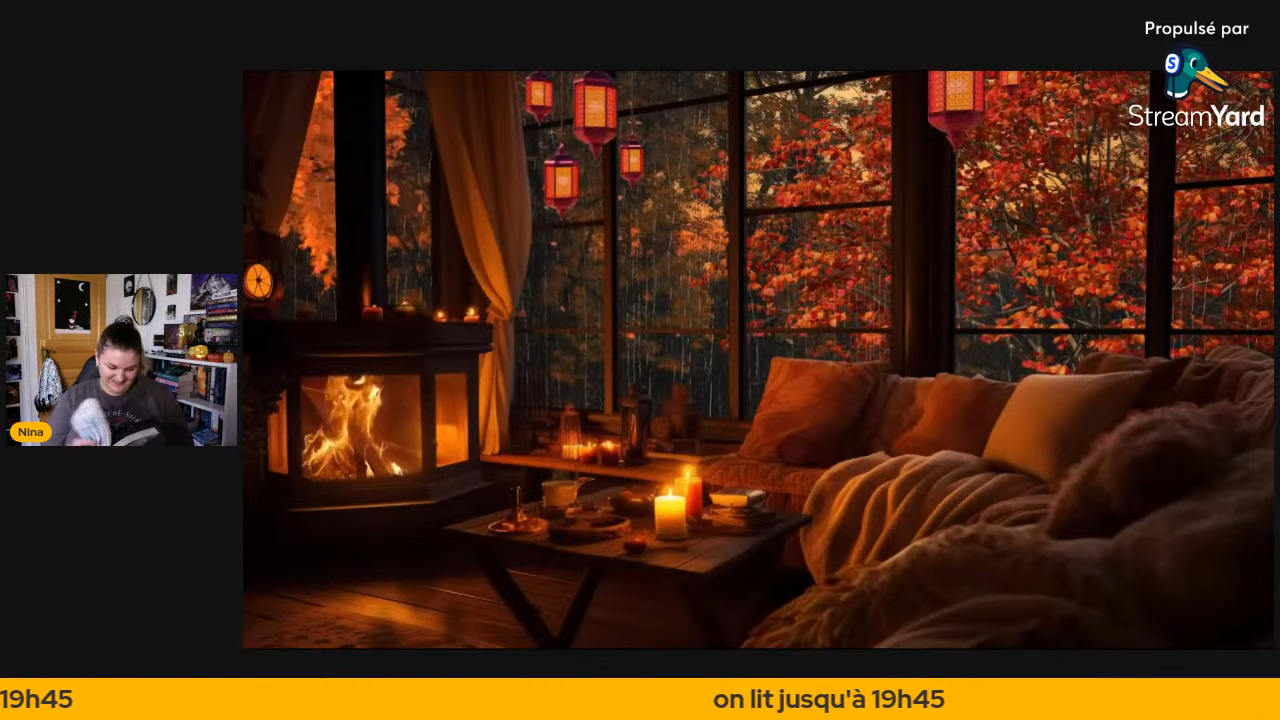 Propulsé par
StreamYard
Nina
19h45
on lit jusqu'à 19h45